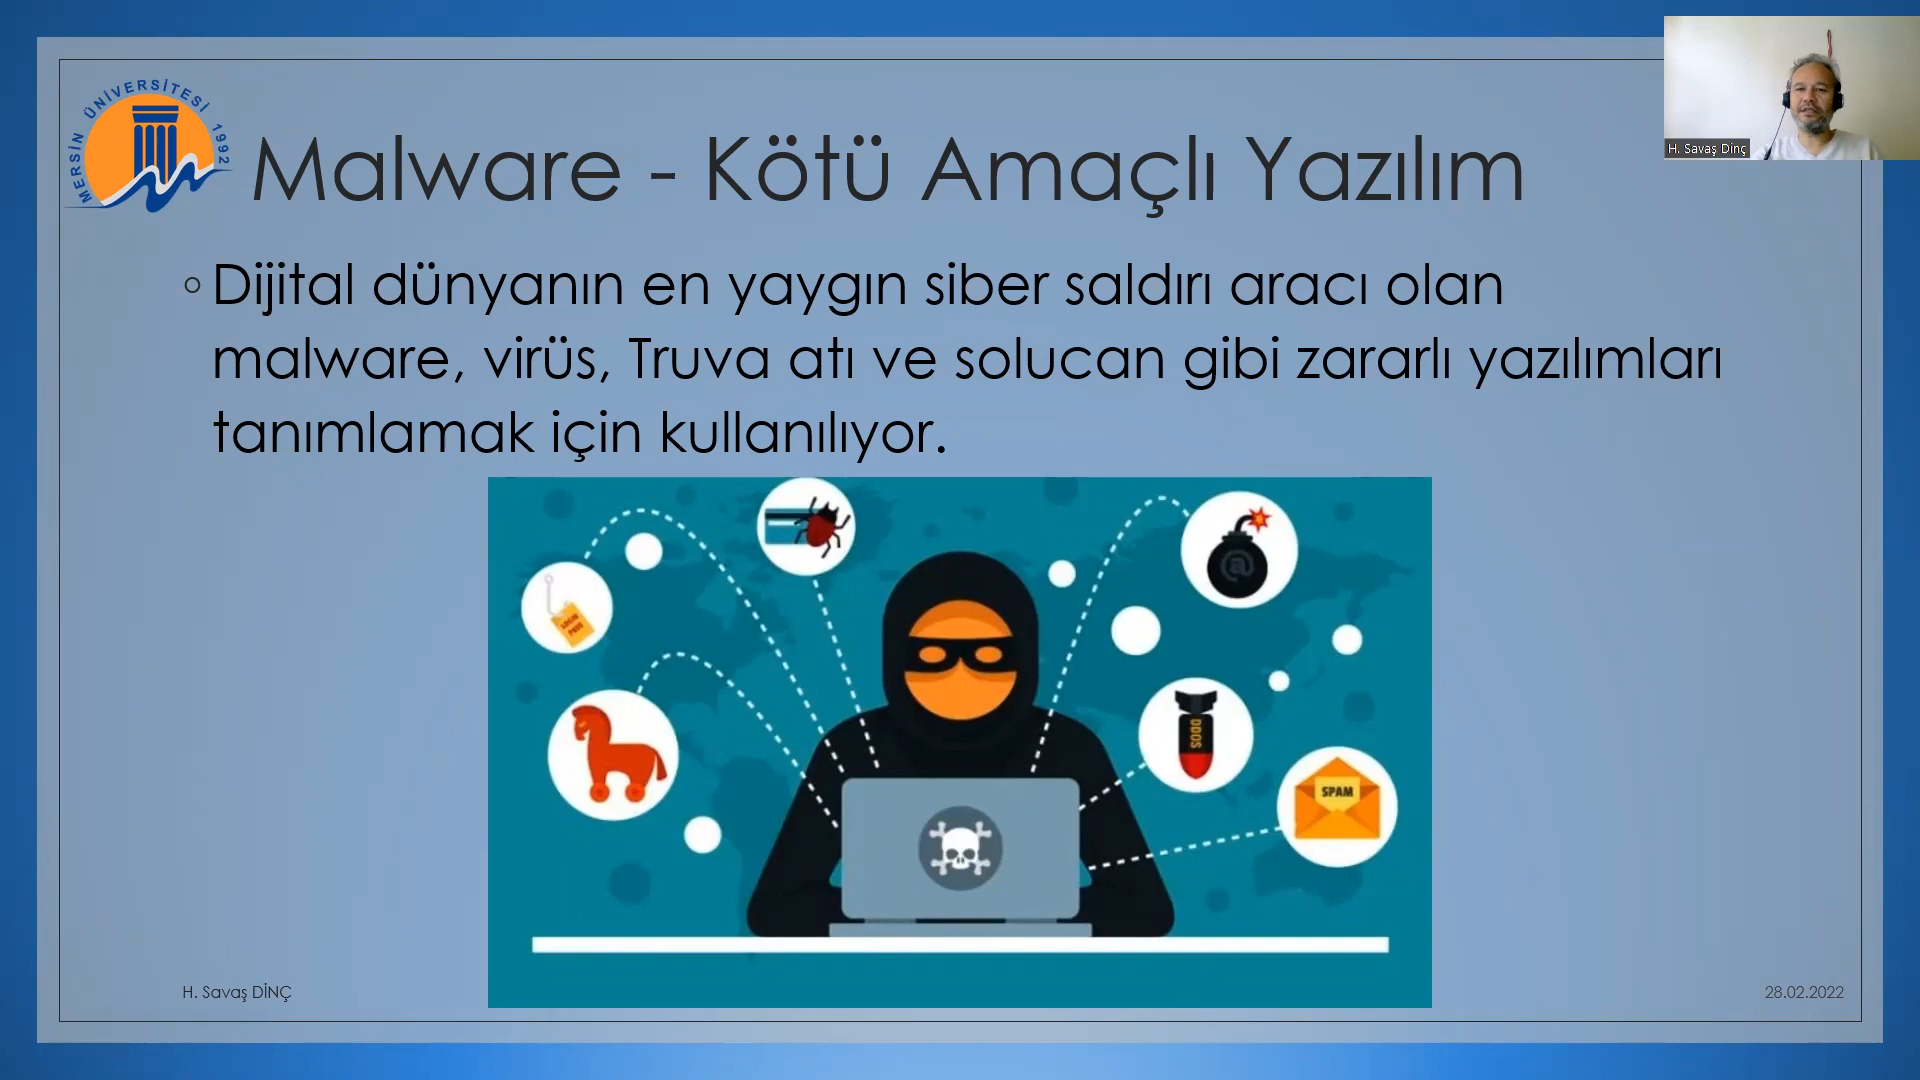 MERSİN ÜNİVERSİTESİ 1992
H. Savaş Dinç
Malware - Kötü Amaçlı Yazılım
Dijital dünyanın en yaygın siber saldırı aracı olan
malware, virüs, Truva atı ve solucan gibi zararlı yazılımları
tanımlamak için kullanılıyor.
@
LOGIN
PASS
DDOS
SPAM
H. Savaş DİNÇ
28.02.2022